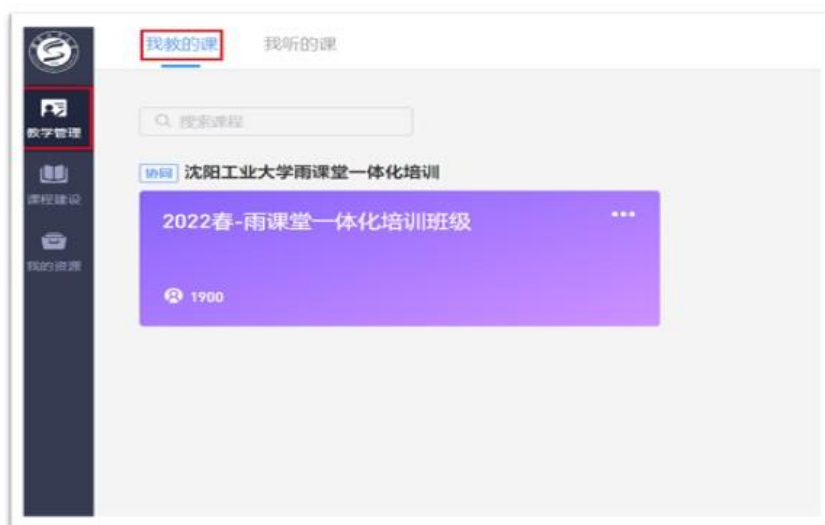 我教的课
我听的课
教学管理
搜索课程
课程建设
协同 沈阳工业大学雨课堂一体化培训
2022春-雨课堂一体化培训班级
我的资源
1900